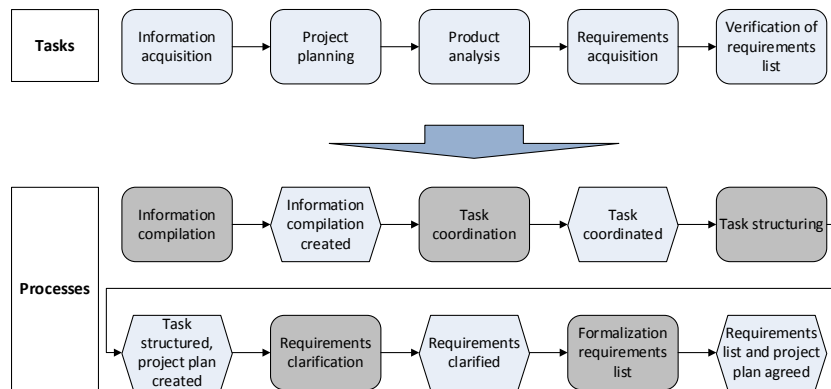 Tasks
Information
acquisition
Project
planning
Product
analysis
Requirements
acquisition
Verification of
requirements
list
Processes
Information
compilation
Information
compilation
created
Task
coordination
Task
coordinated
Task structuring
Task
structured,
project plan
created
Requirements
clarification
Requirements
clarified
Formalization
requirements
list
Requirements
list and project
plan agreed